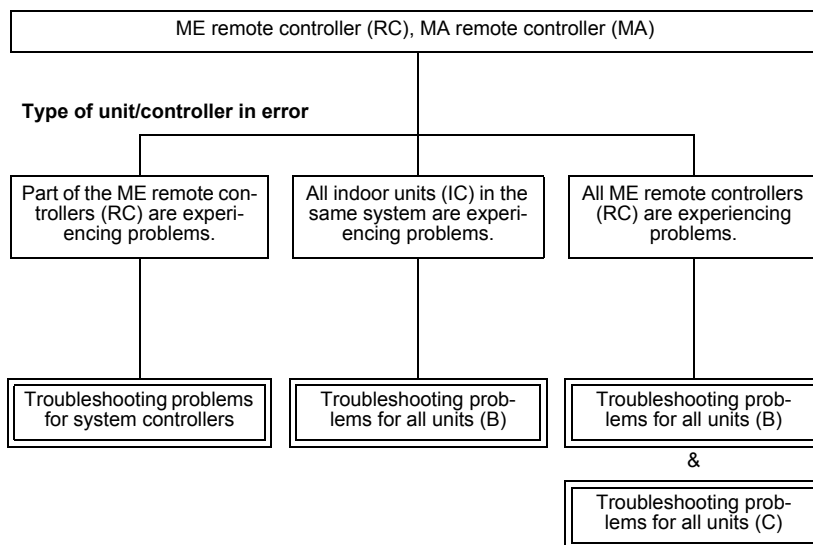 ME remote controller (RC), MA remote controller (MA)
Type of unit/controller in error
Part of the ME remote con-
trollers (RC) are experi-
encing problems.
All indoor units (IC) in the
same system are experi-
encing problems.
All ME remote controllers
(RC) are experiencing
problems.
Troubleshooting problems
for system controllers
Troubleshooting prob-
lems for all units (B)
Troubleshooting prob-
lems for all units (B)
&
Troubleshooting prob-
lems for all units (C)